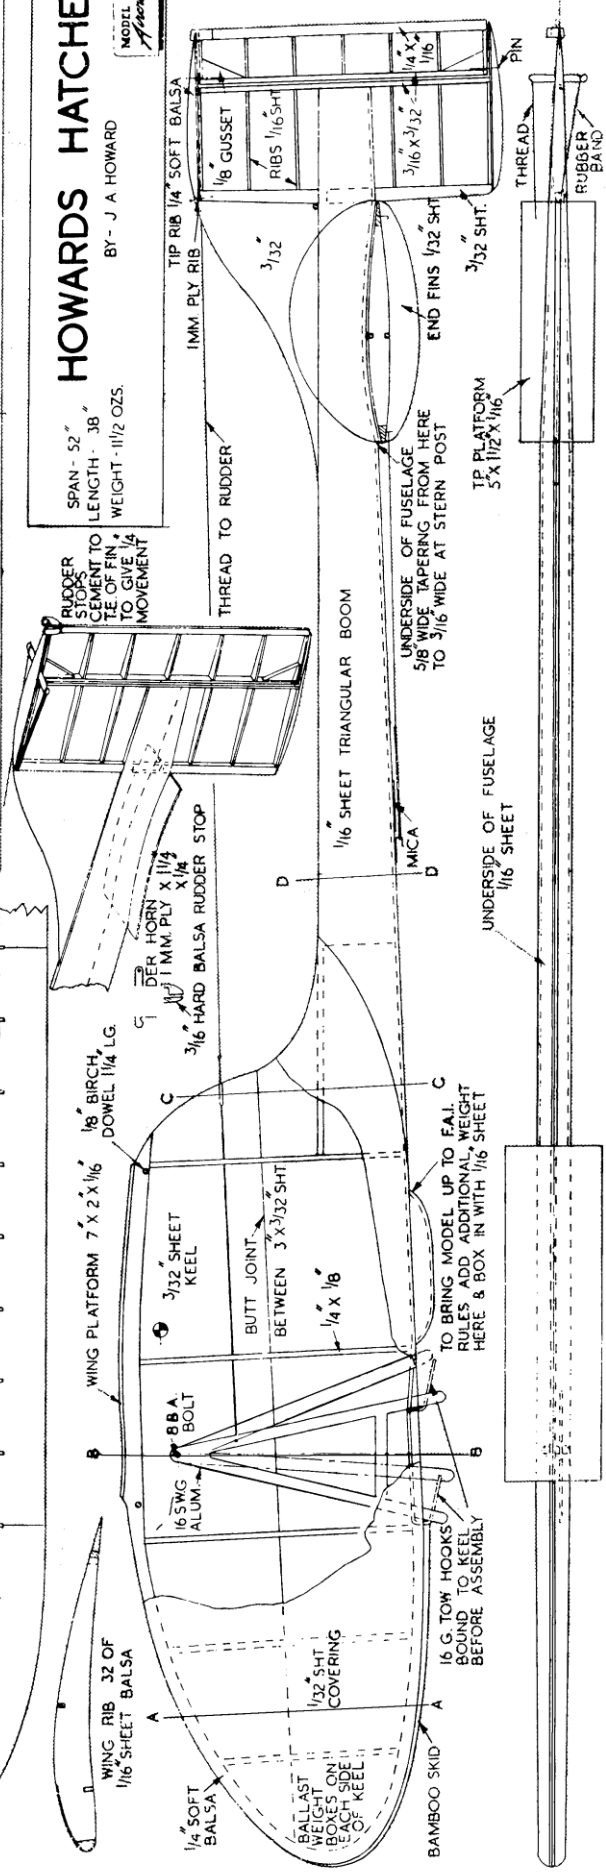 HOWARDS HATCHE
BY - J A HOWARD
MODEL
SPAN - 52"
LENGTH - 38"
WEIGHT - 11 1/2 OZS.
RUDDER
STOPS
CEMENT TO
T.E. OF FIN
TO GIVE 1/4"
MOVEMENT
TIP RIB 1/4" SOFT BALSA
1MM PLY RIB
1/8" GUSSET
RIBS 1/16" SHT
3/16" X 3/32"
1/4" X
1/16
PIN
3/32"
3/32" SHT.
END FINS 1/32" SHT
THREAD TO RUDDER
UNDERSIDE OF FUSELAGE
5/8" WIDE TAPERING FROM HERE
TO 3/16" WIDE AT STERN POST
1/16" SHEET TRIANGULAR BOOM
MICA
D
D
DER HORN
1 MM. PLY X 1 1/4"
X 1/4"
3/16" HARD BALSA RUDDER STOP
1/8" BIRCH
DOWEL 1 1/4" LG.
WING PLATFORM 7" X 2" X 1/16"
C
C
3/32" SHEET
KEEL
BUTT JOINT
BETWEEN 3" X 3/32" SHT
1/4" X 1/8"
B
B
8 B.A.
BOLT
16 SWG
ALUM.
TO BRING MODEL UP TO F.A.I.
RULES ADD ADDITIONAL WEIGHT
HERE & BOX IN WITH 1/16" SHEET
16 G. TOW HOOKS
BOUND TO KEEL
BEFORE ASSEMBLY
WING RIB 32 OF
1/16" SHEET BALSA
A
A
1/32" SHT
COVERING
1/4" SOFT
BALSA
BALLAST
WEIGHT
BOXES ON
EACH SIDE
OF KEEL
BAMBOO SKID
THREAD
RUBBER
BAND
T.P. PLATFORM
5" X 1 1/2" X 1/16"
UNDERSIDE OF FUSELAGE
1/16" SHEET